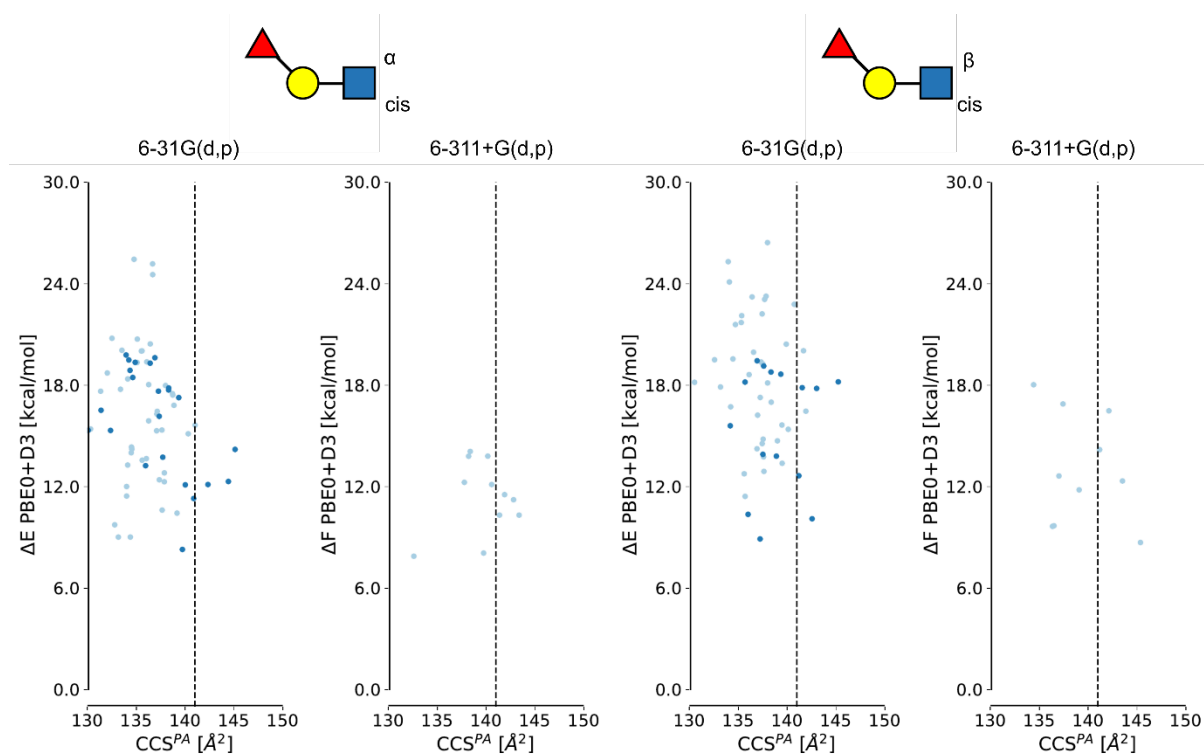 α
cis
β
cis
6-31G(d,p)
6-311+G(d,p)
6-31G(d,p)
6-311+G(d,p)
ΔE PBE0+D3 [kcal/mol]
30.0
24.0
18.0
12.0
6.0
0.0
130 135 140 145 150
CCS^PA [Å²]
ΔF PBE0+D3 [kcal/mol]
30.0
24.0
18.0
12.0
6.0
0.0
130 135 140 145 150
CCS^PA [Å²]
ΔE PBE0+D3 [kcal/mol]
30.0
24.0
18.0
12.0
6.0
0.0
130 135 140 145 150
CCS^PA [Å²]
ΔF PBE0+D3 [kcal/mol]
30.0
24.0
18.0
12.0
6.0
0.0
130 135 140 145 150
CCS^PA [Å²]